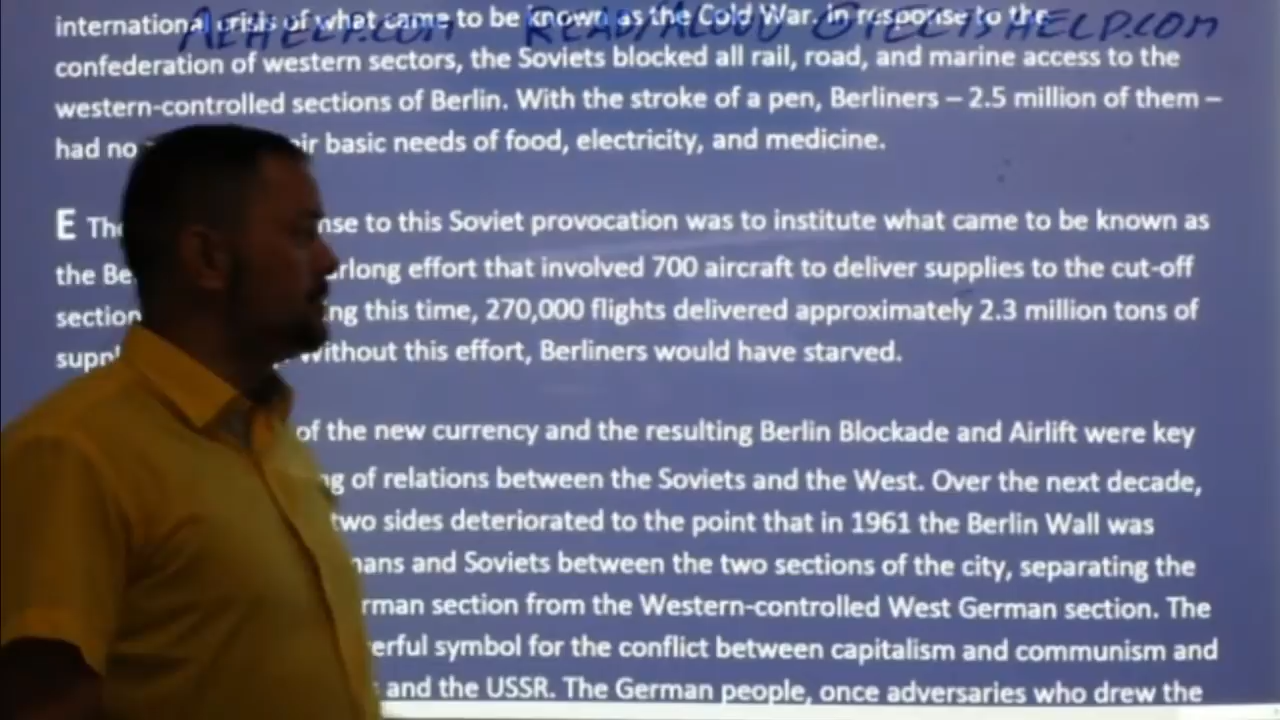 international crisis of what came to be known as the Cold War. in response to the
AEHELP.COM READ/ALOUD @TECISHELP.COM
confederation of western sectors, the Soviets blocked all rail, road, and marine access to the
western-controlled sections of Berlin. With the stroke of a pen, Berliners – 2.5 million of them –
had no ir basic needs of food, electricity, and medicine.
E The nse to this Soviet provocation was to institute what came to be known as
the Be rlong effort that involved 700 aircraft to deliver supplies to the cut-off
section ng this time, 270,000 flights delivered approximately 2.3 million tons of
suppl Without this effort, Berliners would have starved.
of the new currency and the resulting Berlin Blockade and Airlift were key
ng of relations between the Soviets and the West. Over the next decade,
two sides deteriorated to the point that in 1961 the Berlin Wall was
mans and Soviets between the two sections of the city, separating the
rman section from the Western-controlled West German section. The
erful symbol for the conflict between capitalism and communism and
and the USSR. The German people, once adversaries who drew the